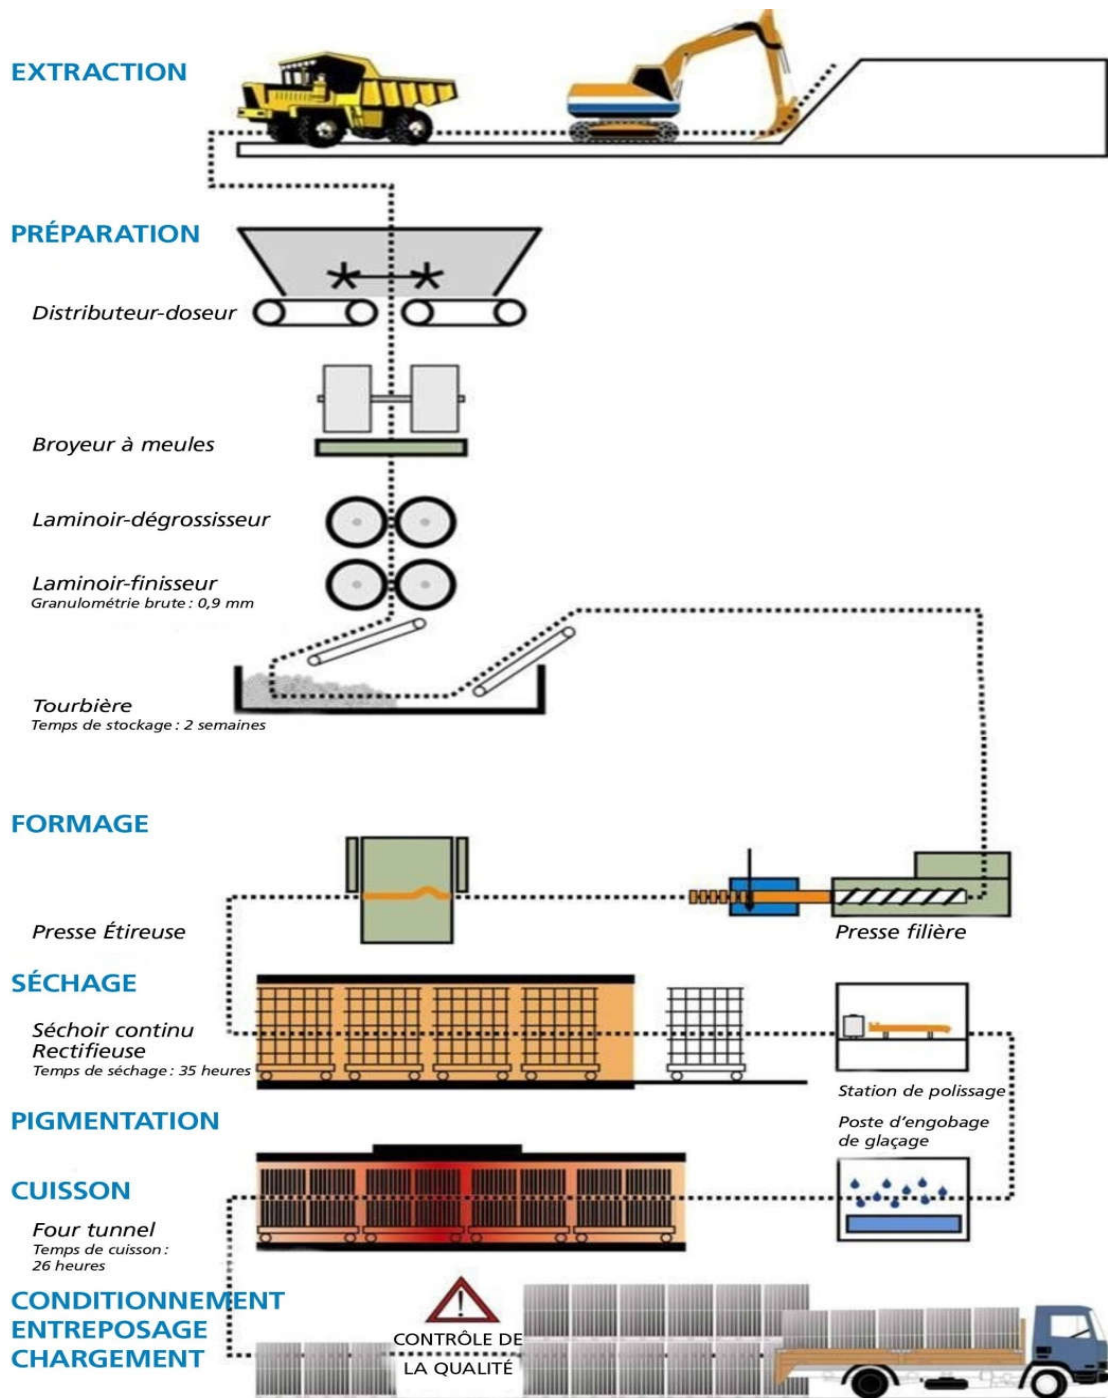 EXTRACTION
PRÉPARATION
Distributeur-doseur
Broyeur à meules
Laminoir-dégrossisseur
Laminoir-finisseur
Granulométrie brute : 0,9 mm
Tourbière
Temps de stockage : 2 semaines
FORMAGE
Presse Étireuse
Presse filière
SÉCHAGE
Séchoir continu
Rectifieuse
Temps de séchage : 35 heures
Station de polissage
PIGMENTATION
Poste d'engobage
de glaçage
CUISSON
Four tunnel
Temps de cuisson :
26 heures
CONDITIONNEMENT
ENTREPOSAGE
CHARGEMENT
!
CONTRÔLE DE
LA QUALITÉ